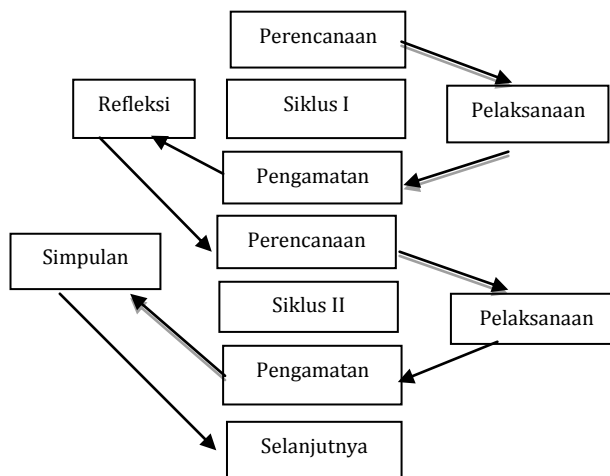 Perencanaan
Refleksi
Siklus I
Pelaksanaan
Pengamatan
Perencanaan
Simpulan
Siklus II
Pelaksanaan
Pengamatan
Selanjutnya